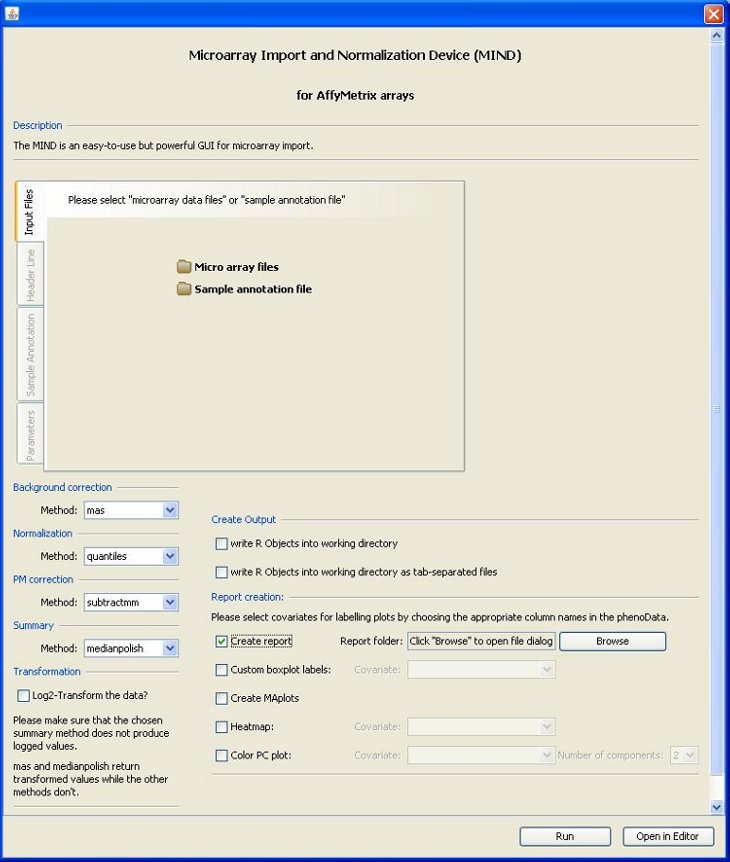 Microarray Import and Normalization Device (MIND)
for AffyMetrix arrays
Description
The MIND is an easy-to-use but powerful GUI for microarray import.
Input Files
Header Line
Sample Annotation
Parameters
Please select "microarray data files" or "sample annotation file"
Micro array files
Sample annotation file
Background correction
Method: mas
Normalization
Method: quantiles
PM correction
Method: subtractmm
Summary
Method: medianpolish
Transformation
Log2-Transform the data?
Please make sure that the chosen
summary method does not produce
logged values.
mas and medianpolish return
transformed values while the other
methods don't.
Create Output
write R Objects into working directory
write R Objects into working directory as tab-separated files
Report creation:
Please select covariates for labelling plots by choosing the appropriate column names in the phenoData.
Create report Report folder: Click "Browse" to open file dialog Browse
Custom boxplot labels: Covariate:
Create MAplots
Heatmap: Covariate:
Color PC plot: Covariate: Number of components: 2
Run Open in Editor